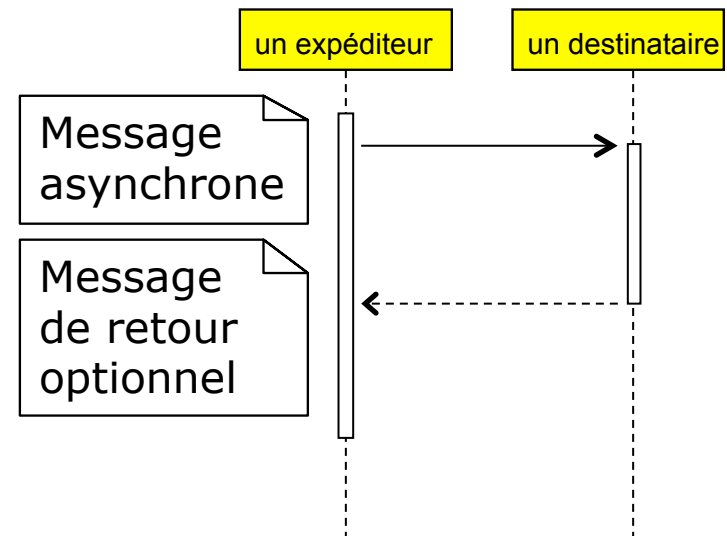 un expéditeur
un destinataire
Message
asynchrone
Message
de retour
optionnel